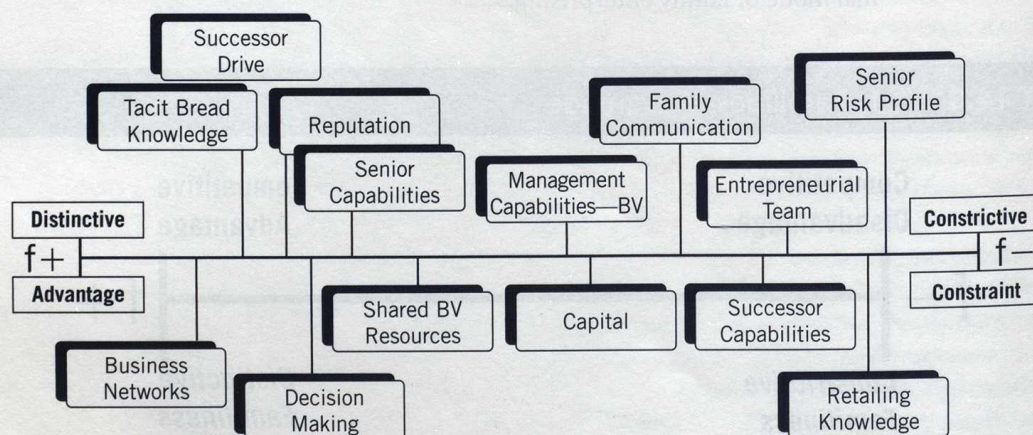 Successor
Drive
Tacit Bread
Knowledge
Reputation
Senior
Capabilities
Management
Capabilities—BV
Family
Communication
Senior
Risk Profile
Entrepreneurial
Team
Distinctive
f+
Advantage
Constrictive
f–
Constraint
Business
Networks
Decision
Making
Shared BV
Resources
Capital
Successor
Capabilities
Retailing
Knowledge